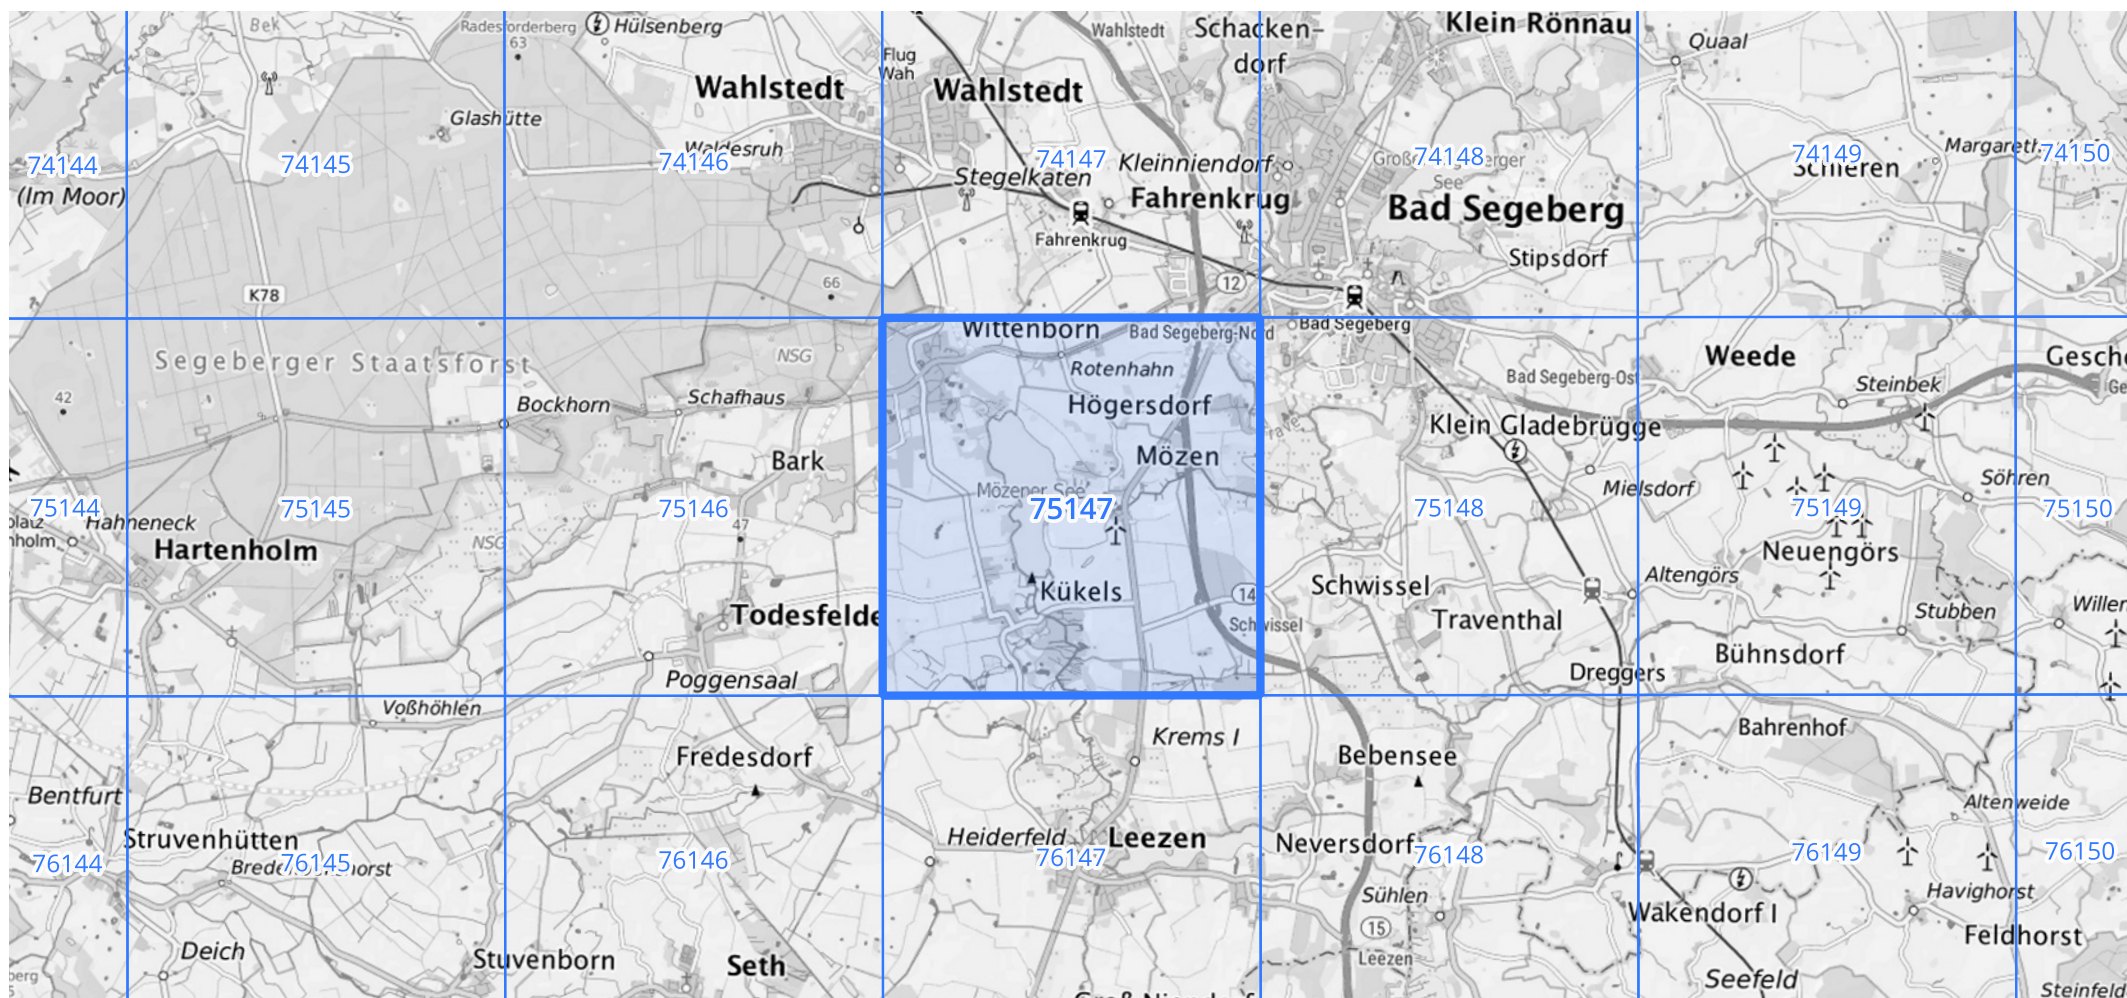 Bek
Radesforderberg
63
Hülsenberg
Wahlstedt
Schacken-
dorf
Klein Rönnau
Quaal
Flug
Wah
Wahlstedt
Wahlstedt
Glashütte
Waldesruh
74144
74145
74146
74147
74148
74149
74150
Kleinniendorf
Stegelkaten
See
Schieren
(Im Moor)
Fahrenkrug
Fahrenkrug
Bad Segeberg
Stipsdorf
K78
66
12
Wittenborn
Bad Segeberg-Nord
Bad Segeberg
Segeberger Staatsforst
NSG
Rotenhahn
Weede
Bad Segeberg-Ost
Steinbek
42
Bockhorn
Schafhaus
Högersdorf
Klein Gladebrügge
Bark
Mözen
Mözener See
Mielsdorf
Söhren
75144
75145
75146
75147
75148
75149
75150
Hahneneck
47
NSG
Hartenholm
Neuengörs
Altengörs
Kükels
14
Schwissel
Schwissel
Traventhal
Stubben
Todesfelde
Poggensaal
Bühnsdorf
Dreggers
Voßhöhlen
Krems I
Bahrenhof
Fredesdorf
Bebensee
Bentfurt
Altenweide
Struvenhütten
Heiderfeld
Leezen
Neversdorf
76144
76145
76146
76147
76148
76149
76150
Sühlen
Havighorst
Wakendorf I
15
Leezen
Feldhorst
Deich
Stuvenborn
Seth
Seefeld
Steinfeld